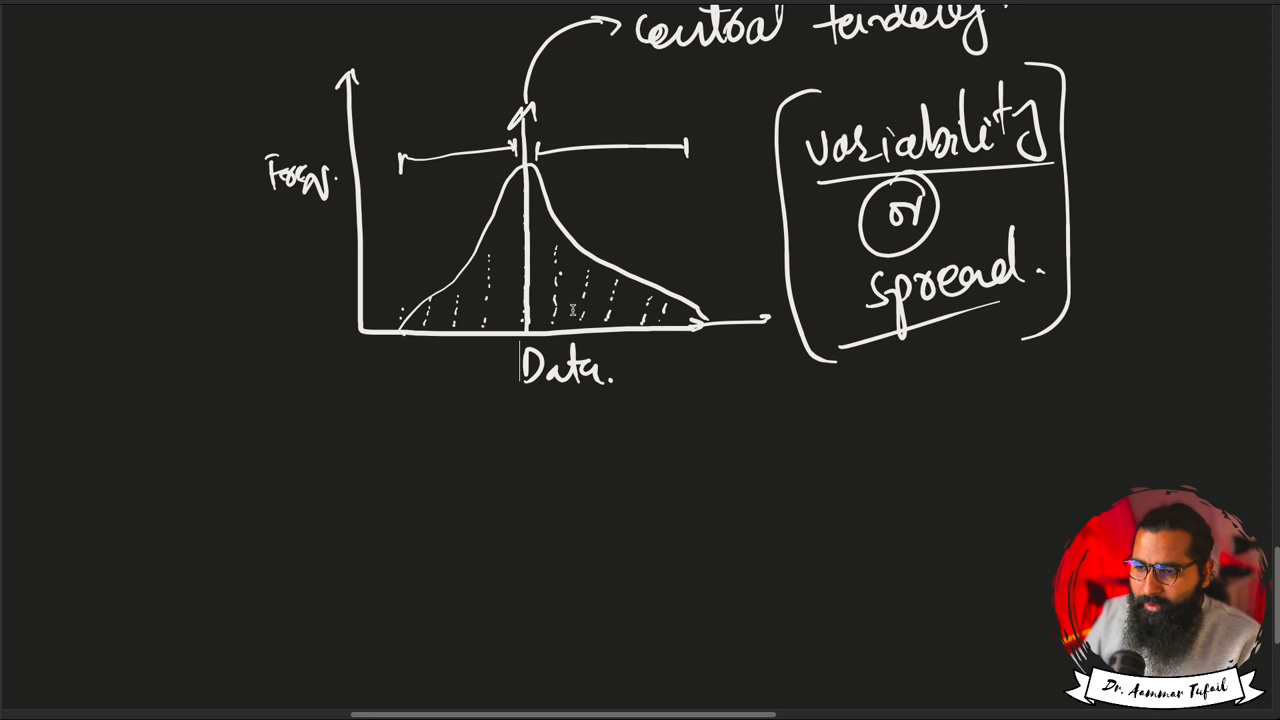 central tendency.
variability
Freq.
or
spread.
Data.
Dr. Aammar Tufail